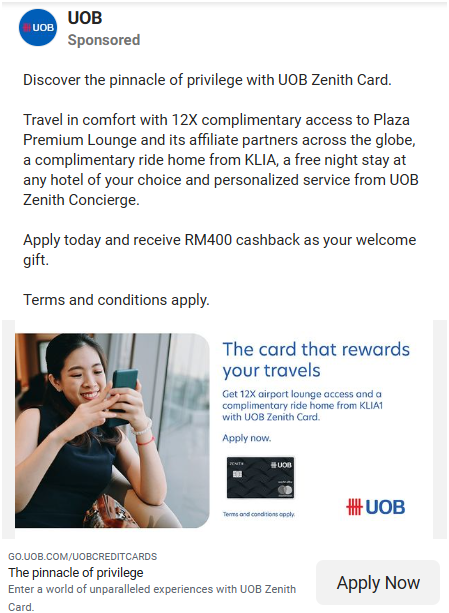 UOB
UOB
Sponsored
Discover the pinnacle of privilege with UOB Zenith Card.
Travel in comfort with 12X complimentary access to Plaza
Premium Lounge and its affiliate partners across the globe,
a complimentary ride home from KLIA, a free night stay at
any hotel of your choice and personalized service from UOB
Zenith Concierge.
Apply today and receive RM400 cashback as your welcome
gift.
Terms and conditions apply.
The card that rewards
your travels
Get 12X airport lounge access and a
complimentary ride home from KLIA1
with UOB Zenith Card.
Apply now.
ZENITH
UOB
Terms and conditions apply.
UOB
GO.UOB.COM/UOBCREDITCARDS
The pinnacle of privilege
Enter a world of unparalleled experiences with UOB Zenith
Card.
Apply Now